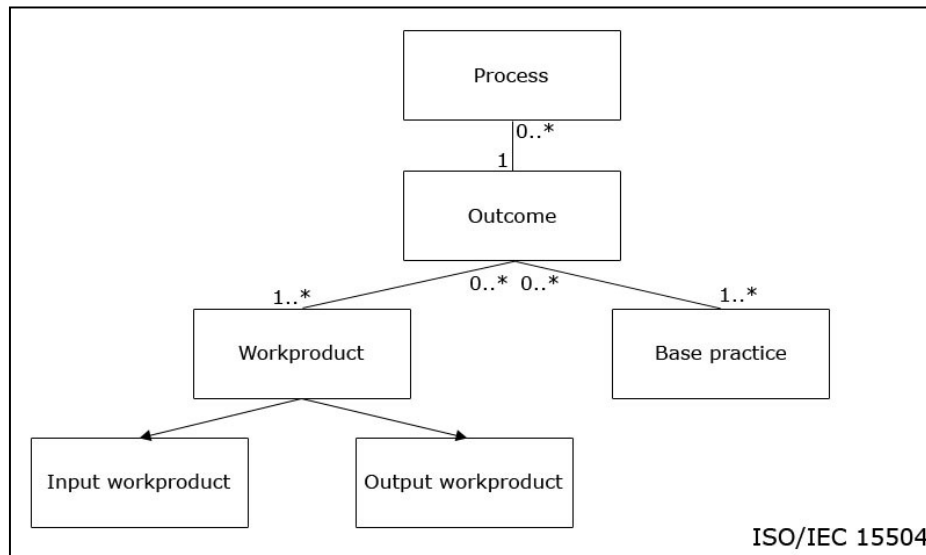 Process
0..*
1
Outcome
0..* 0..*
1..*
1..*
Workproduct
Base practice
Input workproduct
Output workproduct
ISO/IEC 15504